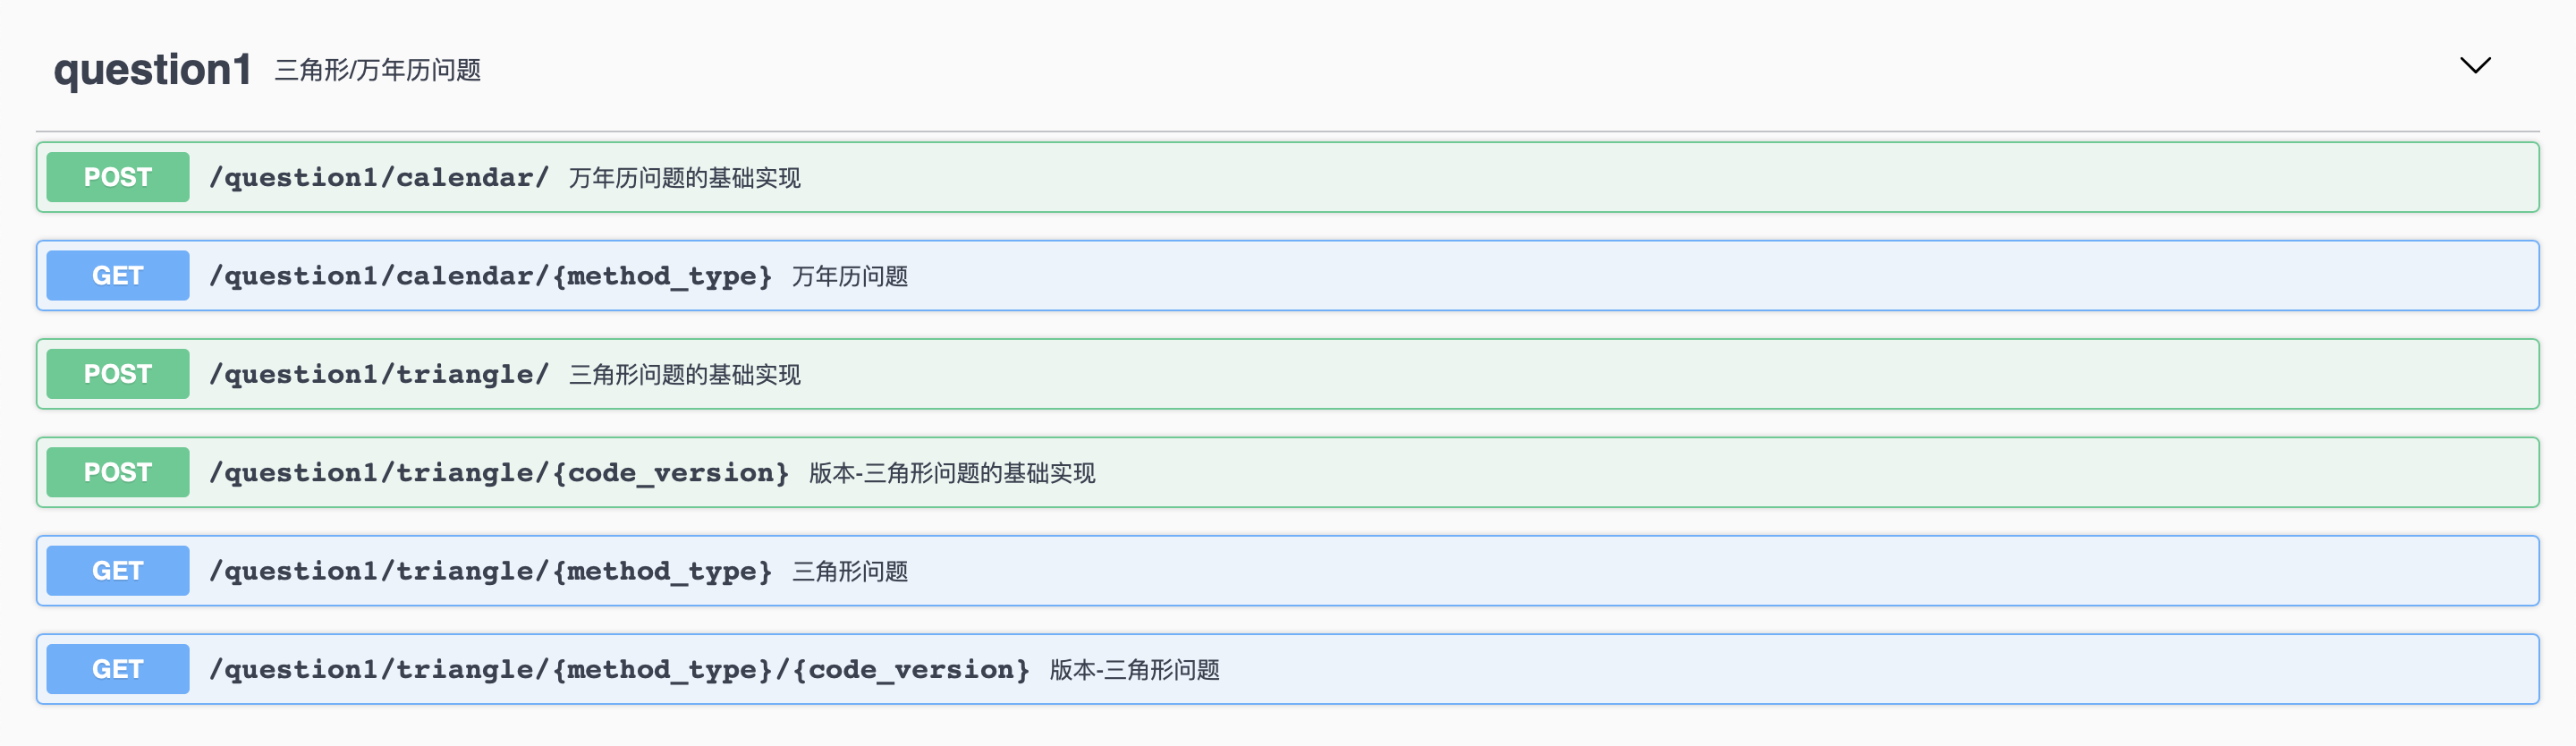 question1 三角形/万年历问题
POST /question1/calendar/ 万年历问题的基础实现
GET /question1/calendar/{method_type} 万年历问题
POST /question1/triangle/ 三角形问题的基础实现
POST /question1/triangle/{code_version} 版本-三角形问题的基础实现
GET /question1/triangle/{method_type} 三角形问题
GET /question1/triangle/{method_type}/{code_version} 版本-三角形问题